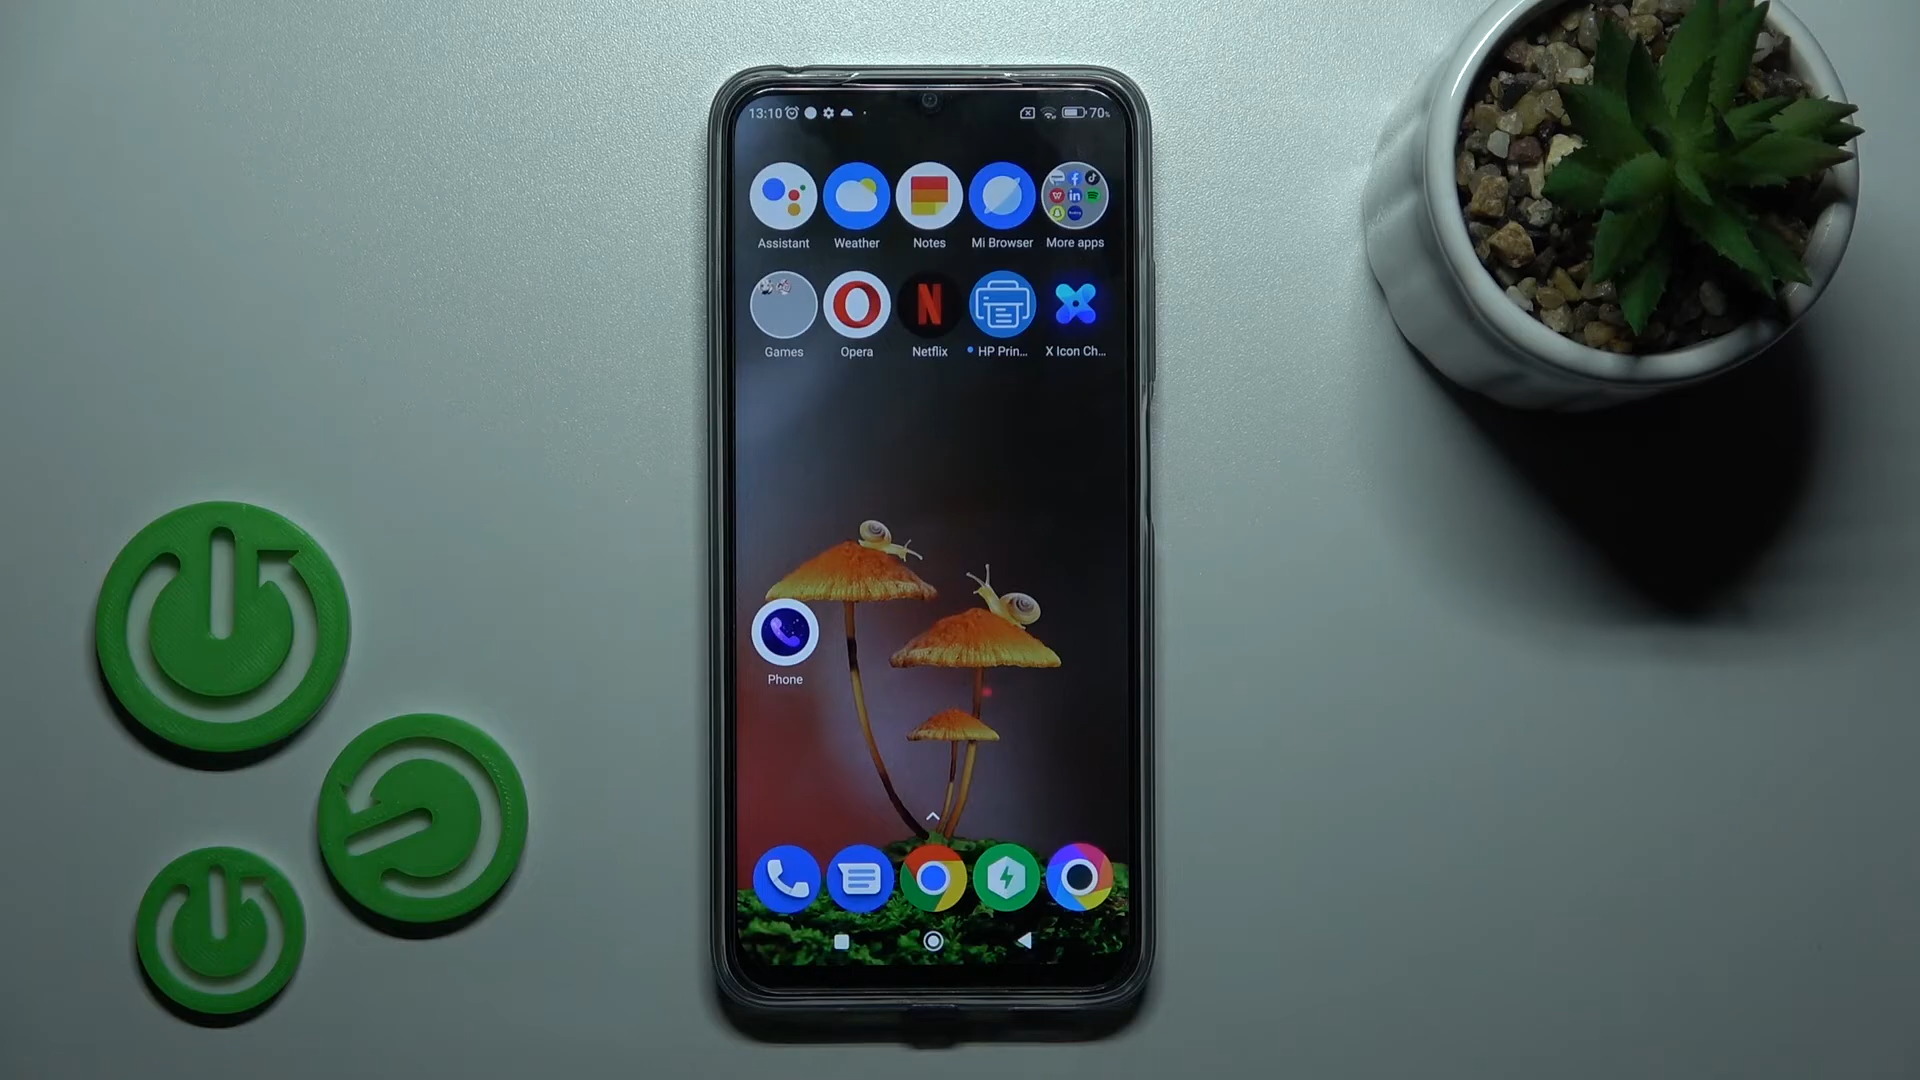 13:10 70%
Assistant Weather Notes Mi Browser More apps
Games Opera Netflix HP Prin... X Icon Ch...
Phone